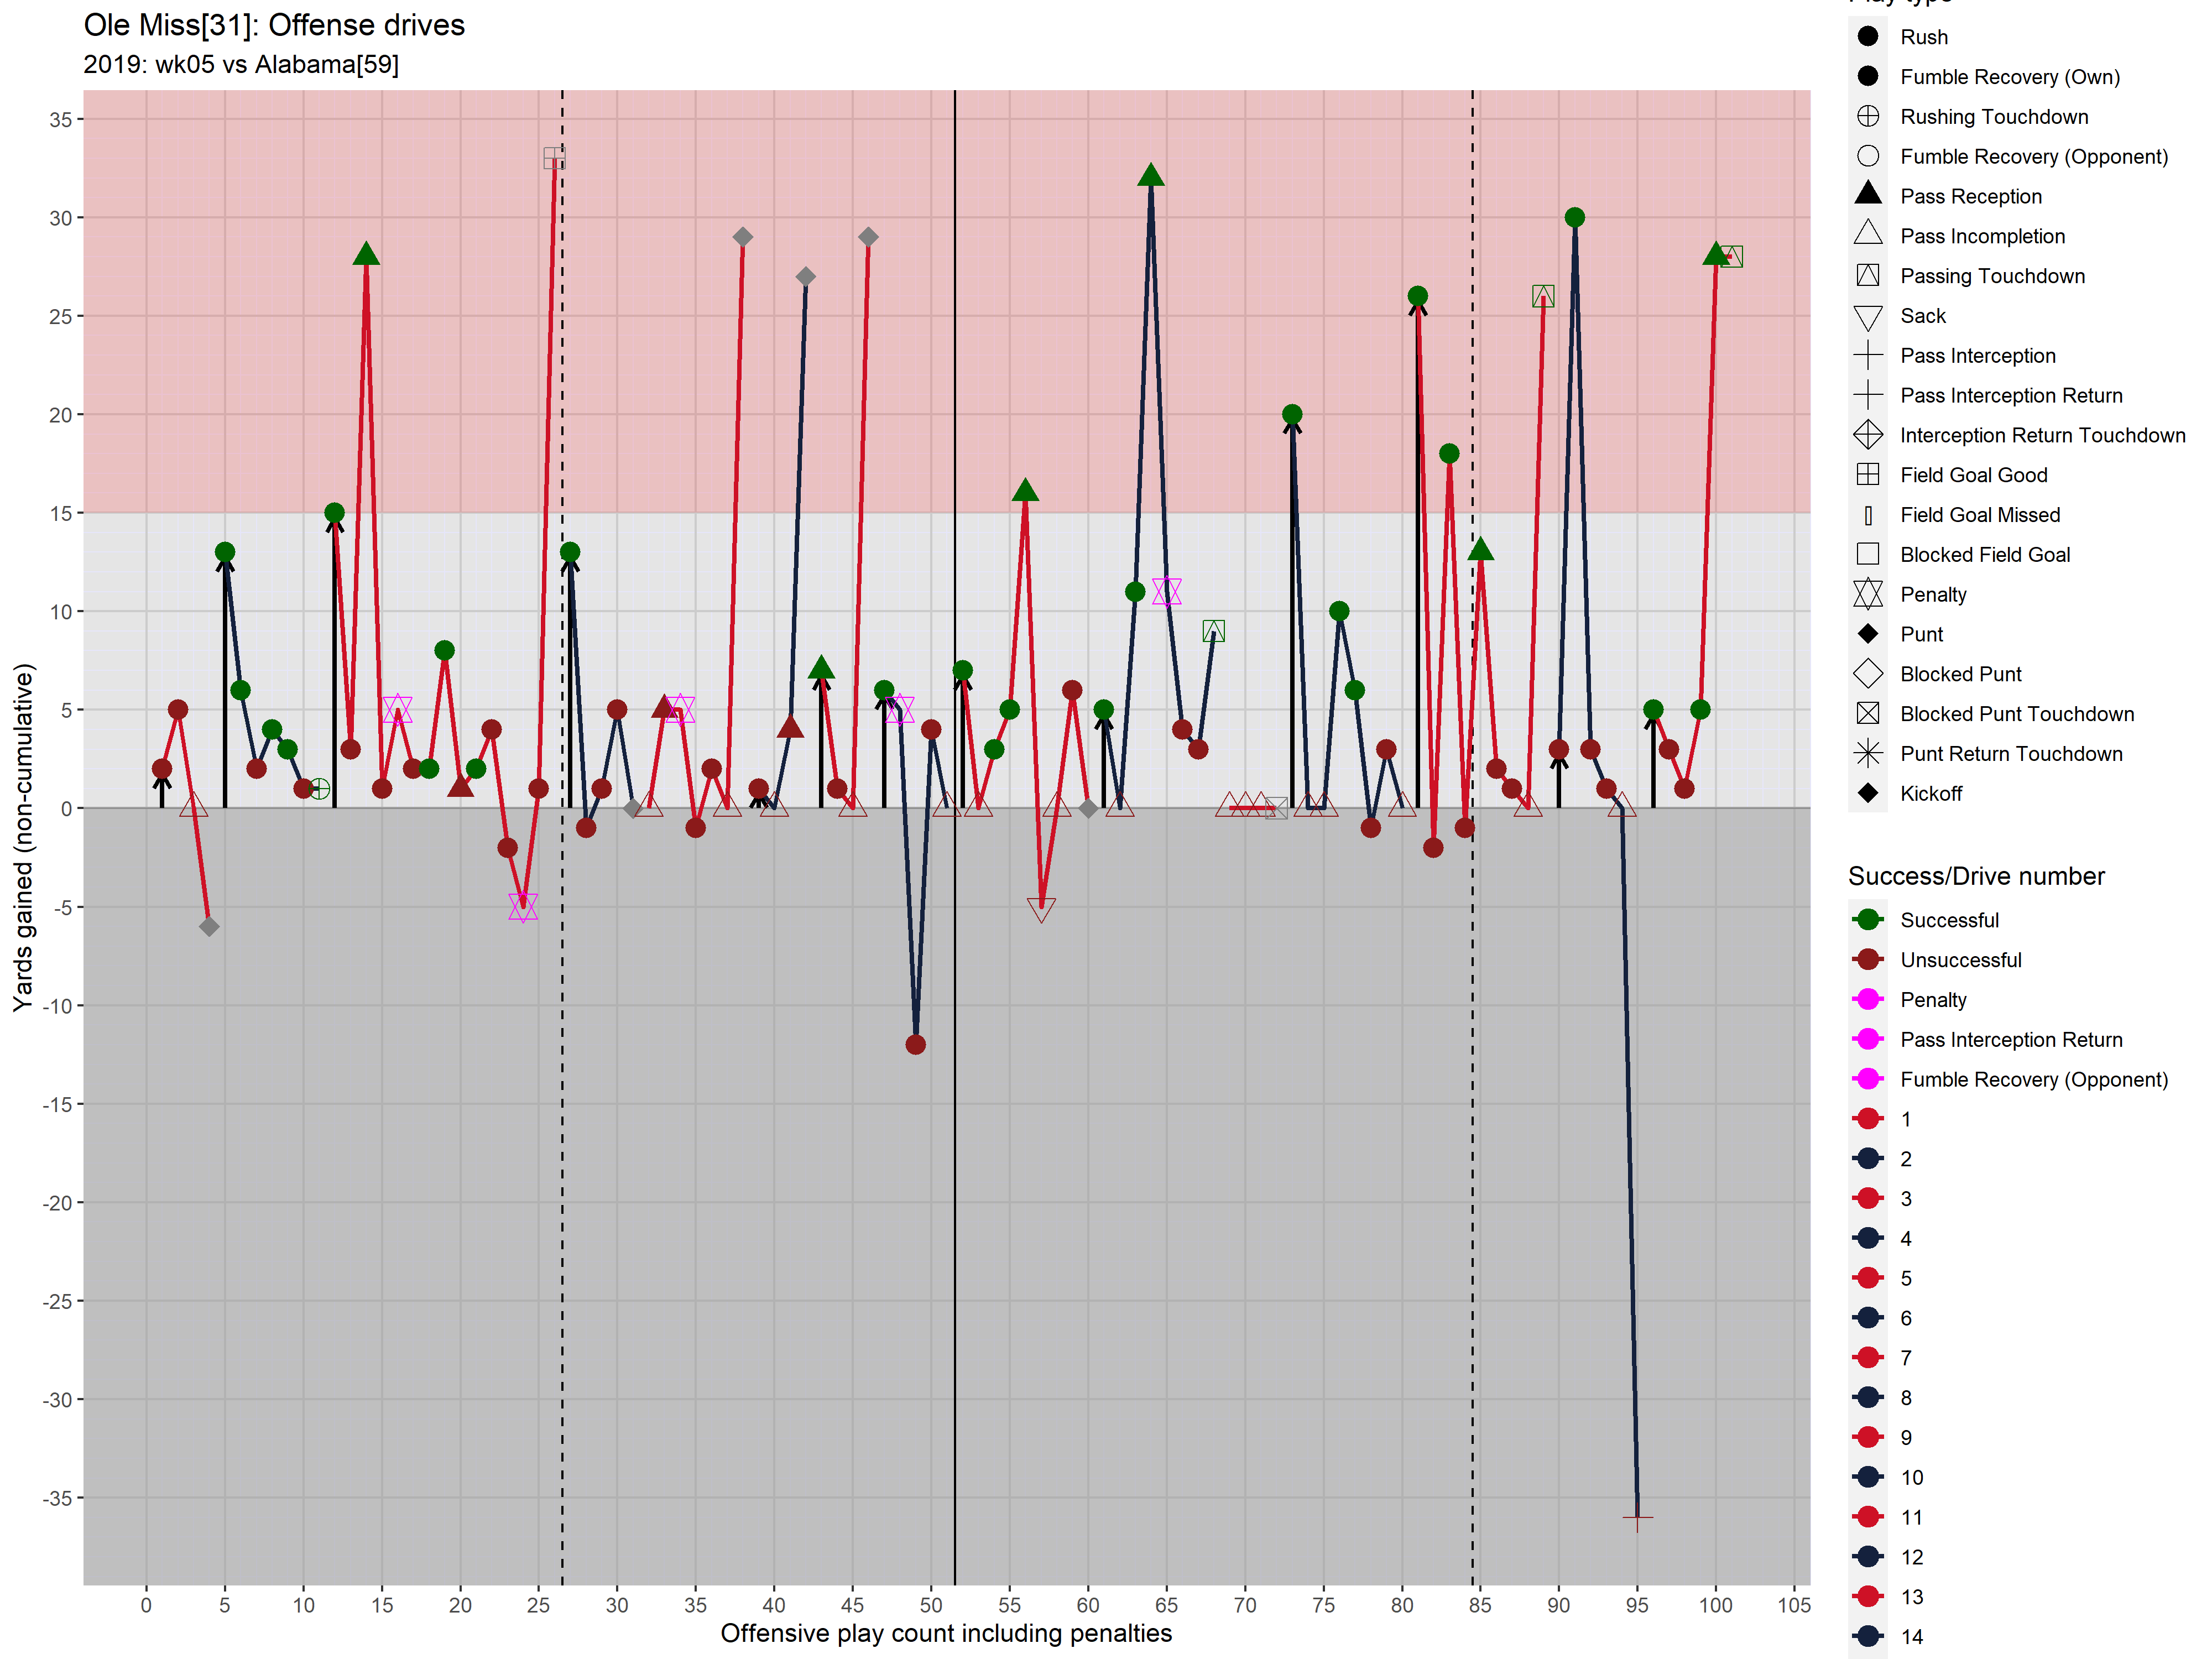 Ole Miss[31]: Offense drives
2019: wk05 vs Alabama[59]
Yards gained (non-cumulative)
35
30
25
20
15
10
5
0
-5
-10
-15
-20
-25
-30
-35
0 5 10 15 20 25 30 35 40 45 50 55 60 65 70 75 80 85 90 95 100 105
Offensive play count including penalties
Play type
Rush
Fumble Recovery (Own)
Rushing Touchdown
Fumble Recovery (Opponent)
Pass Reception
Pass Incompletion
Passing Touchdown
Sack
Pass Interception
Pass Interception Return
Interception Return Touchdown
Field Goal Good
Field Goal Missed
Blocked Field Goal
Penalty
Punt
Blocked Punt
Blocked Punt Touchdown
Punt Return Touchdown
Kickoff
Success/Drive number
Successful
Unsuccessful
Penalty
Pass Interception Return
Fumble Recovery (Opponent)
1
2
3
4
5
6
7
8
9
10
11
12
13
14